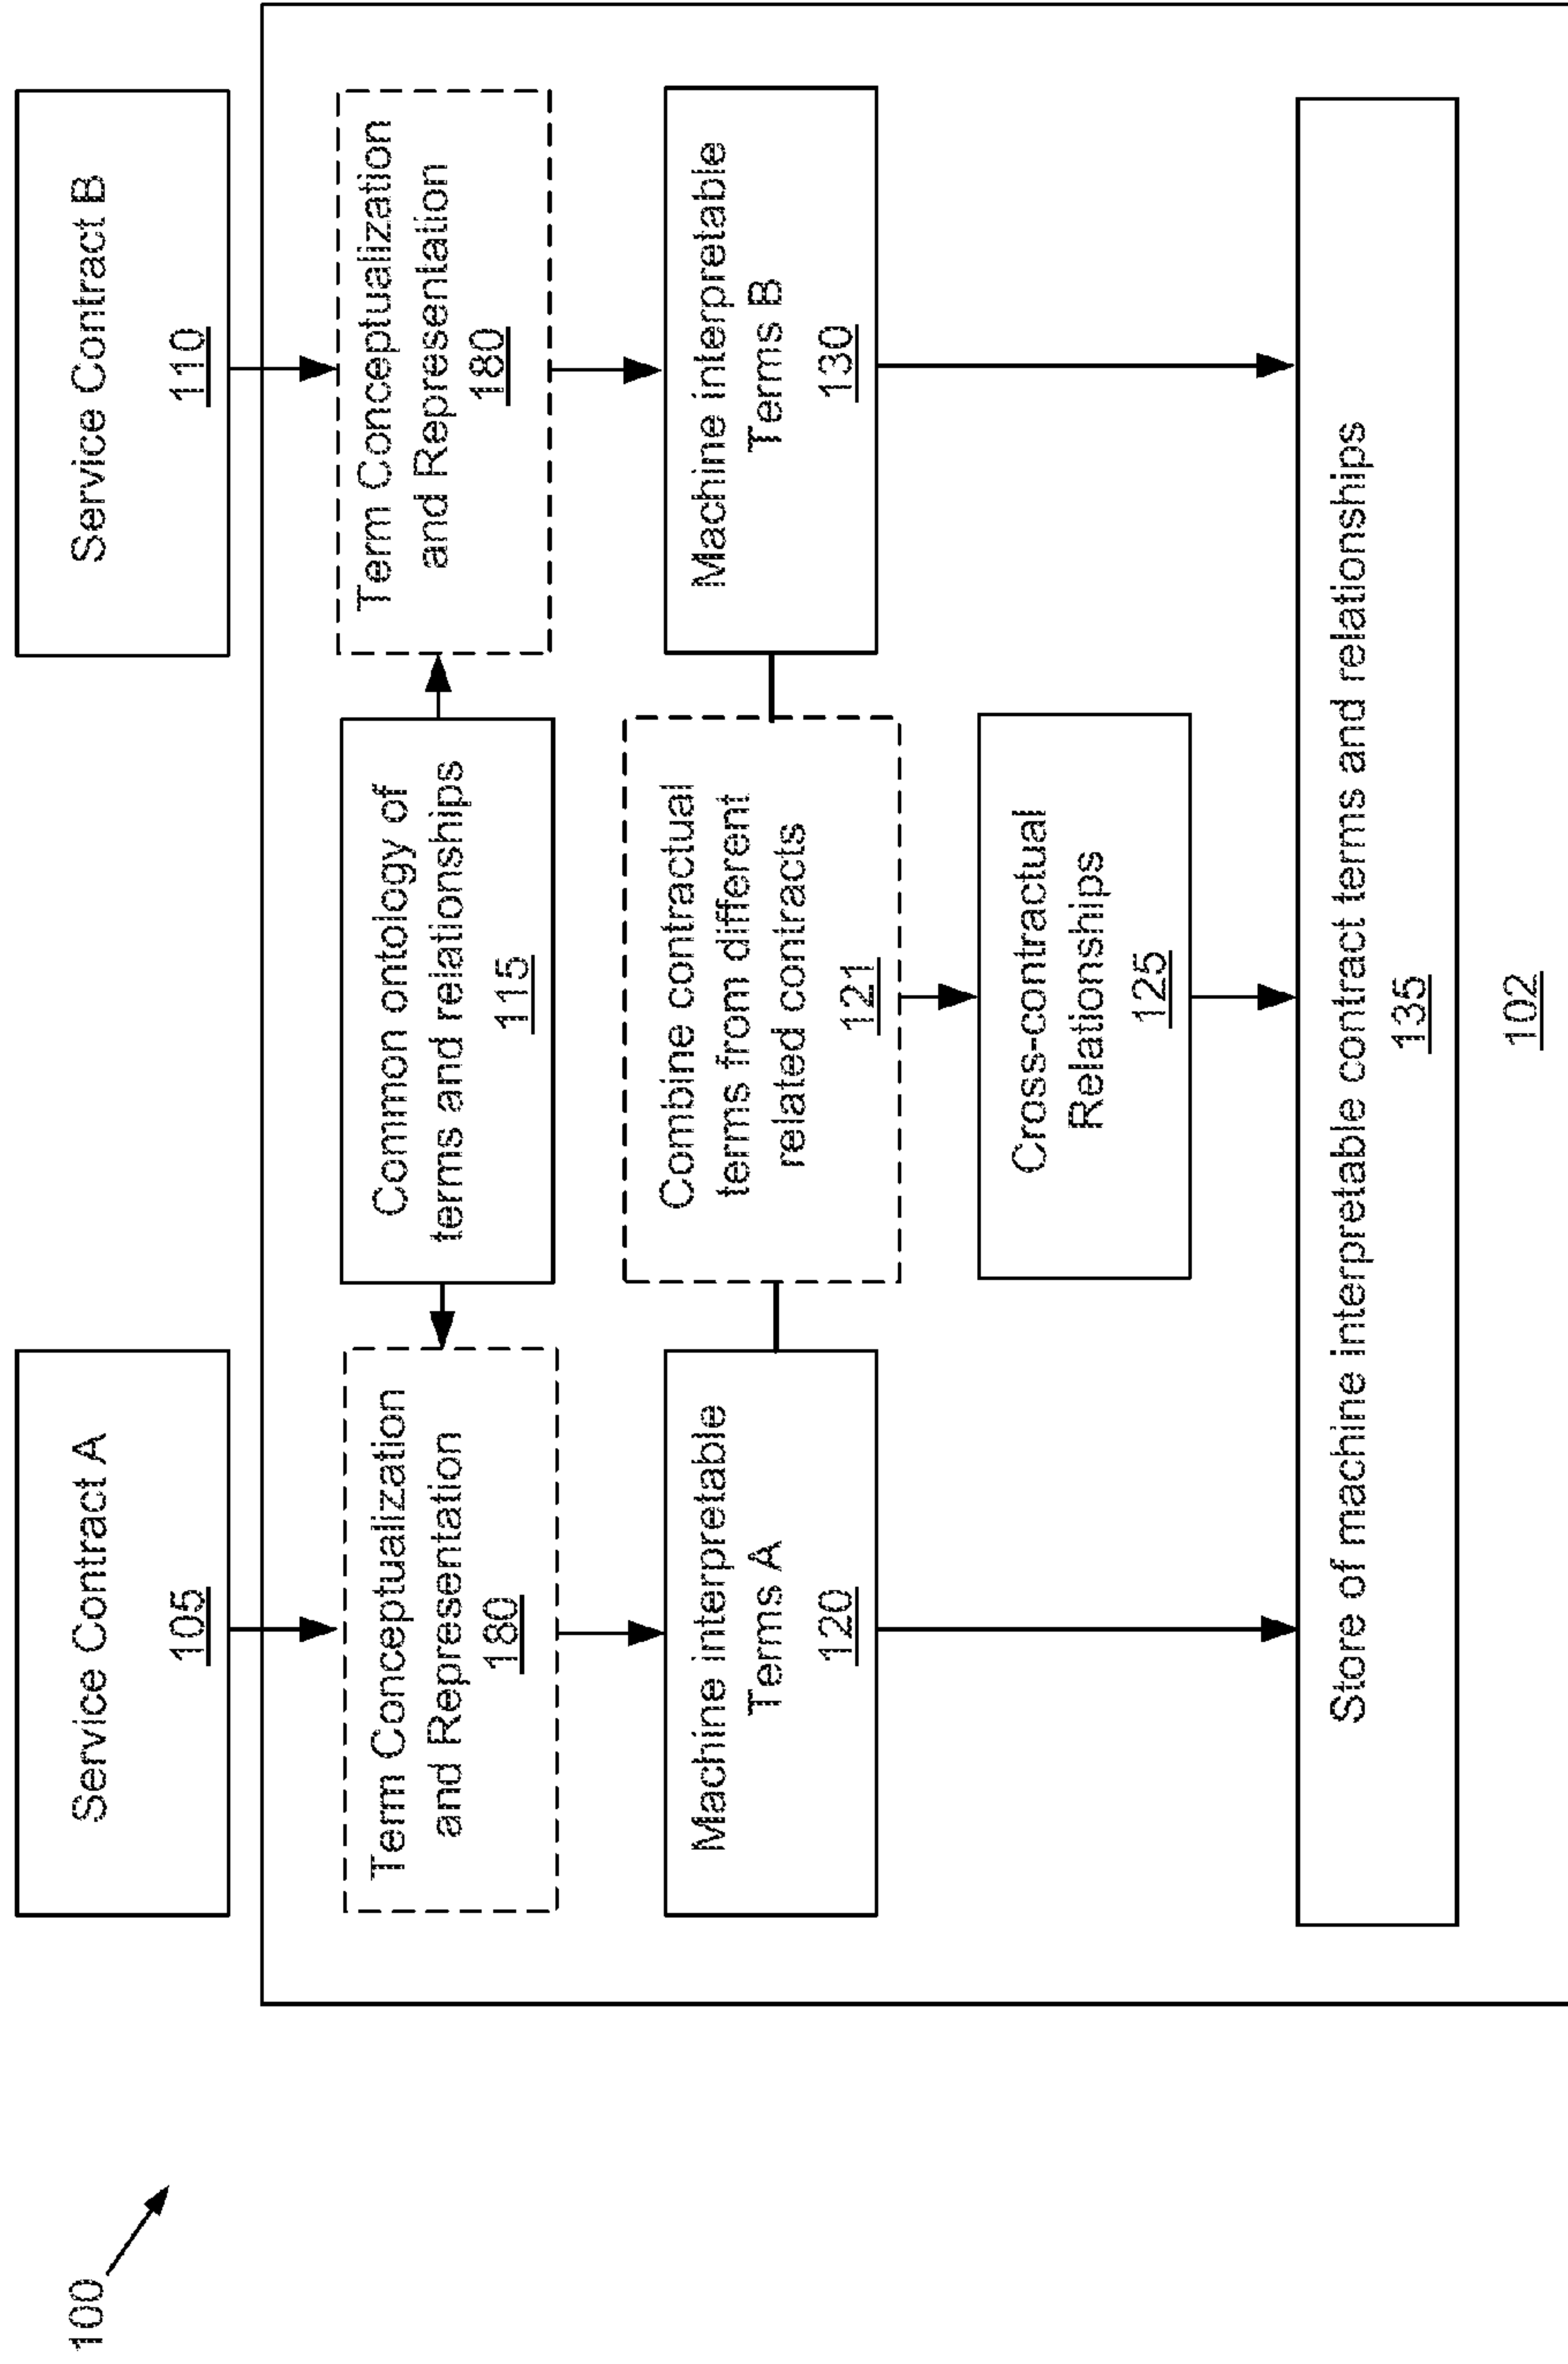 100
Service Contract A
105
Service Contract B
110
Term Conceptualization
and Representation
180
Common ontology of
terms and relationships
115
Term Conceptualization
and Representation
180
Machine interpretable
Terms A
120
Combine contractual
terms from different
related contracts
121
Machine interpretable
Terms B
130
Cross-contractual
Relationships
125
Store of machine interpretable contract terms and relationships
135
102